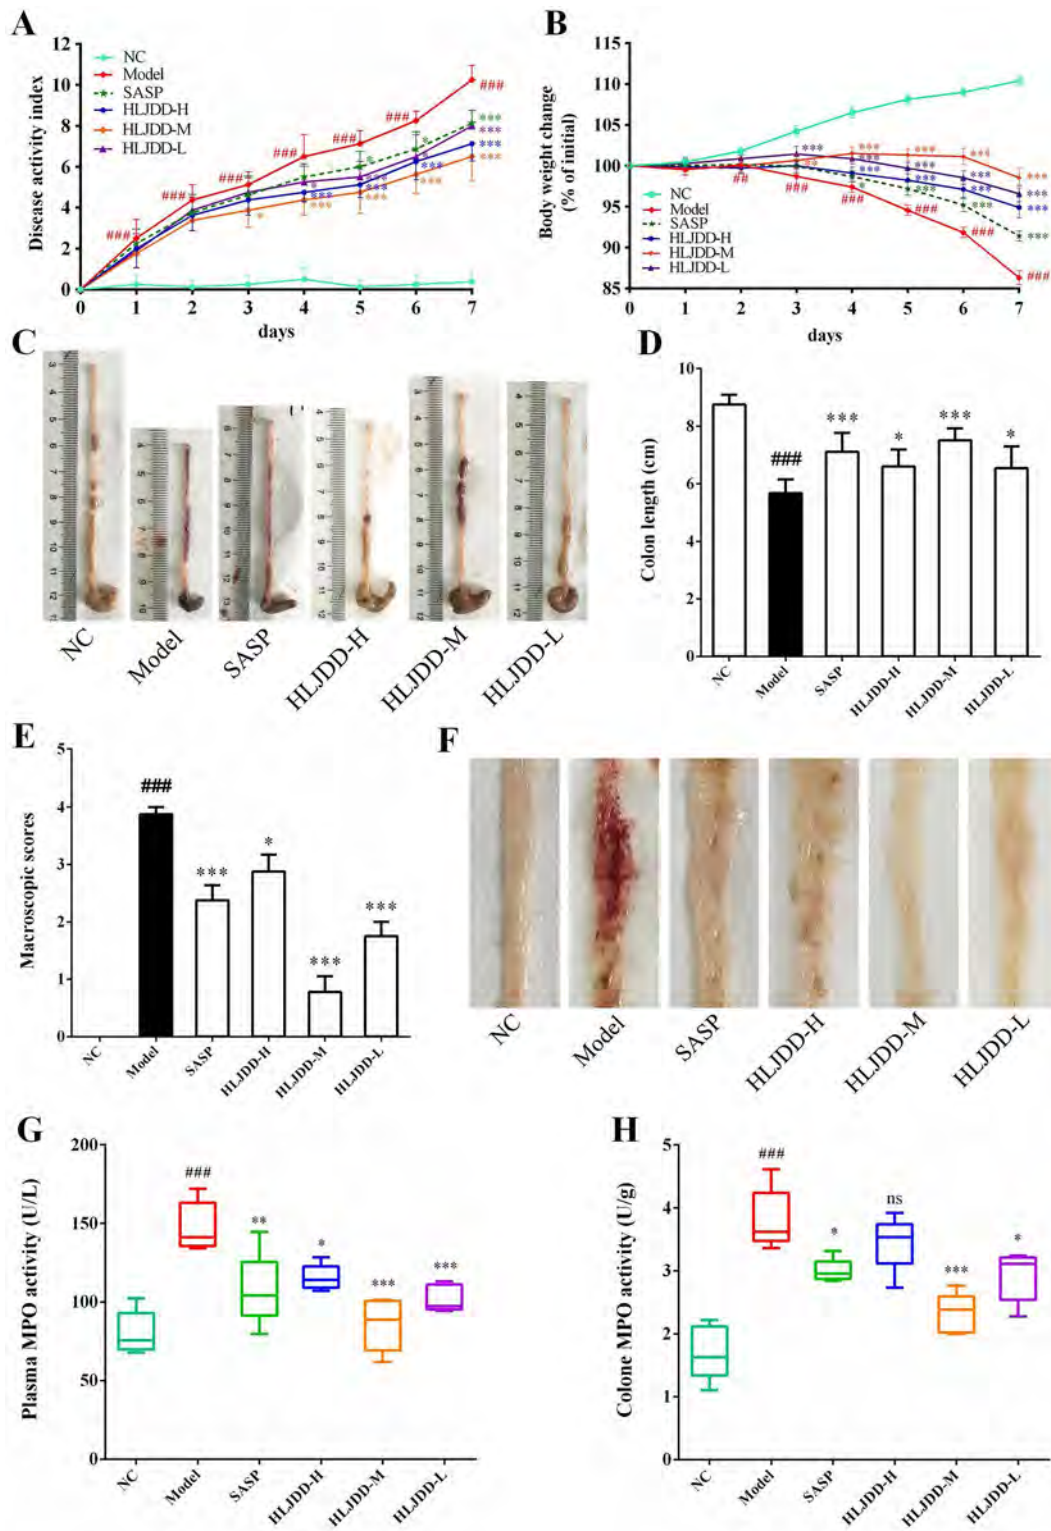 A
Disease activity index
12
10
8
6
4
2
0
NC
Model
SASP
HLJDD-H
HLJDD-M
HLJDD-L
###
###
###
###
###
###
###
***
***
***
***
0 1 2 3 4 5 6 7
days
B
Body weight change
(% of initial)
115
110
105
100
95
90
85
NC
Model
SASP
HLJDD-H
HLJDD-M
HLJDD-L
##
###
###
###
###
###
***
***
***
***
0 1 2 3 4 5 6 7
days
C
NC
Model
SASP
HLJDD-H
HLJDD-M
HLJDD-L
D
Colon length (cm)
10
8
6
4
2
0
###
***
*
***
*
NC
Model
SASP
HLJDD-H
HLJDD-M
HLJDD-L
E
Macroscopic scores
5
4
3
2
1
0
###
***
*
***
***
NC
Model
SASP
HLJDD-H
HLJDD-M
HLJDD-L
F
NC
Model
SASP
HLJDD-H
HLJDD-M
HLJDD-L
G
Plasma MPO activity (U/L)
200
150
100
50
0
###
**
*
***
***
NC
Model
SASP
HLJDD-H
HLJDD-M
HLJDD-L
H
Colone MPO activity (U/g)
5
4
3
2
1
0
###
*
ns
***
*
NC
Model
SASP
HLJDD-H
HLJDD-M
HLJDD-L